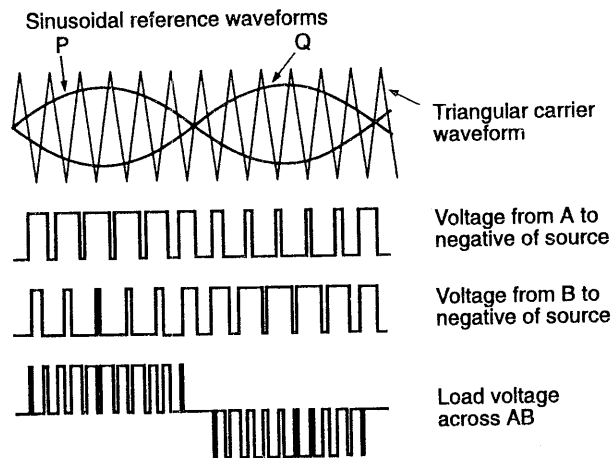 Sinusoidal reference waveforms
P
Q
Triangular carrier
waveform
Voltage from A to
negative of source
Voltage from B to
negative of source
Load voltage
across AB